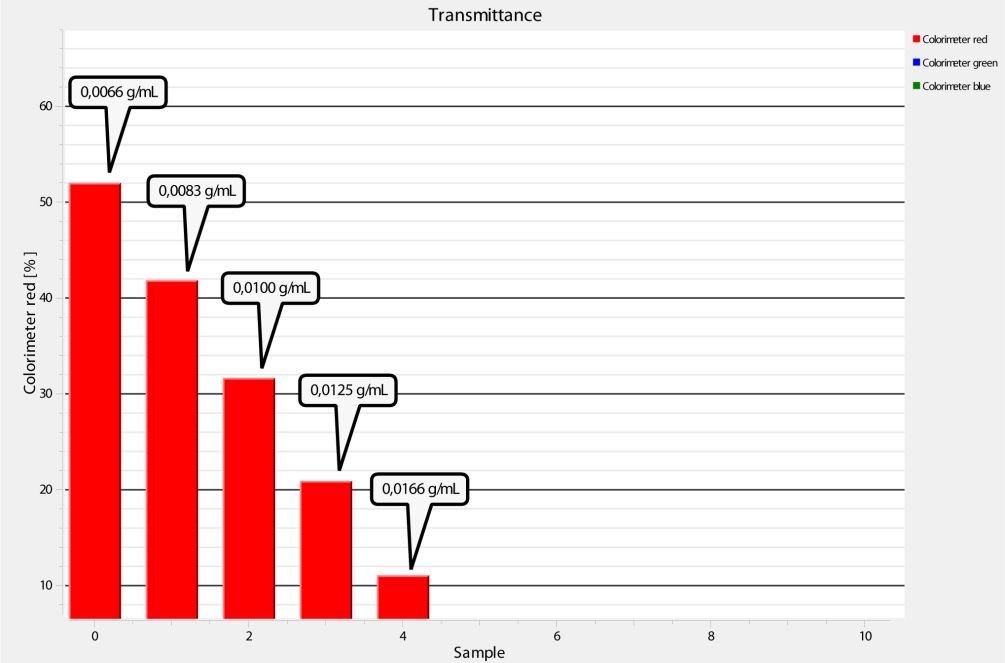 Transmittance
Colorimeter red
Colorimeter green
Colorimeter blue
0,0066 g/mL
0,0083 g/mL
0,0100 g/mL
0,0125 g/mL
0,0166 g/mL
Colorimeter red [%]
60
50
40
30
20
10
0
2
4
6
8
10
Sample